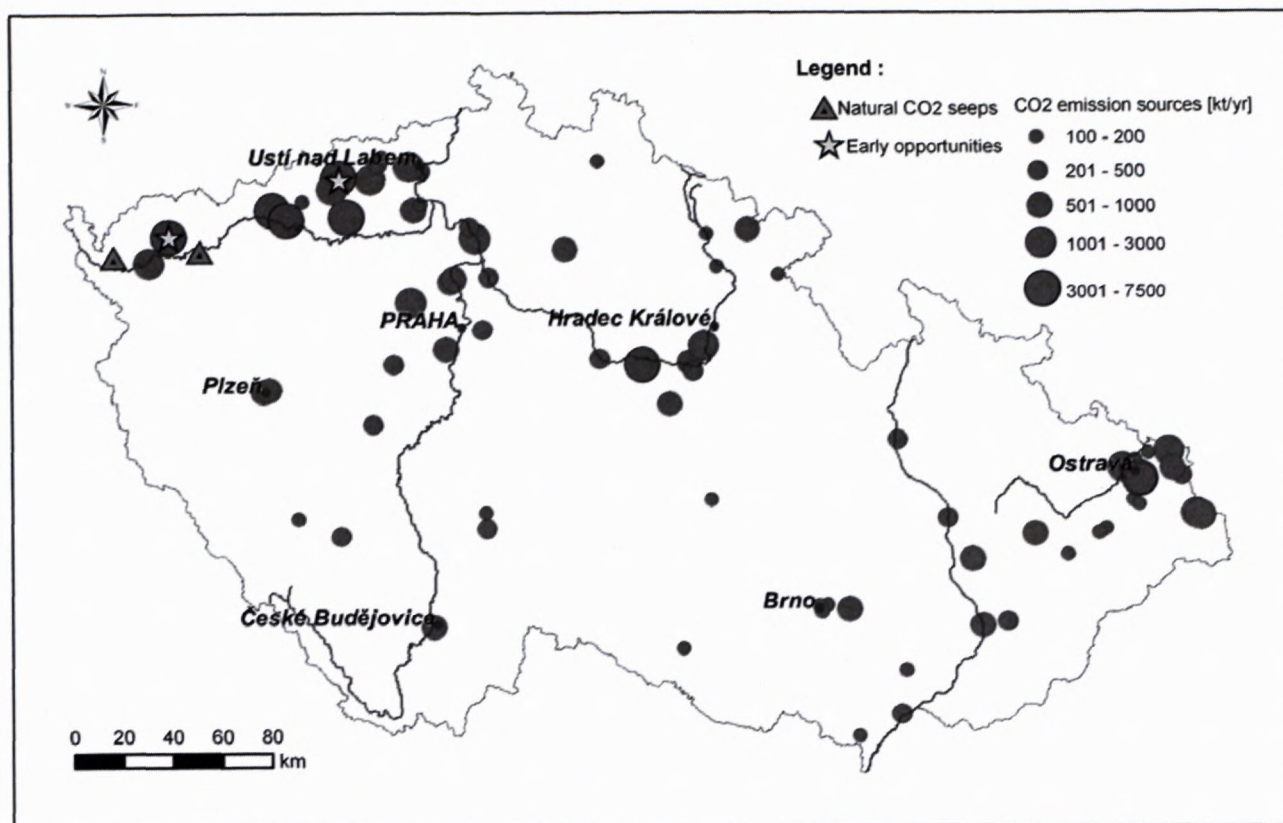 Legend :
Natural CO2 seeps
Early opportunities
CO2 emission sources [kt/yr]
100 - 200
201 - 500
501 - 1000
1001 - 3000
3001 - 7500
N
Ustí nad Labem
PRAHA
Hradec Králové
Plzeň
Ostrava
České Budějovice
Brno
0 20 40 60 80
km